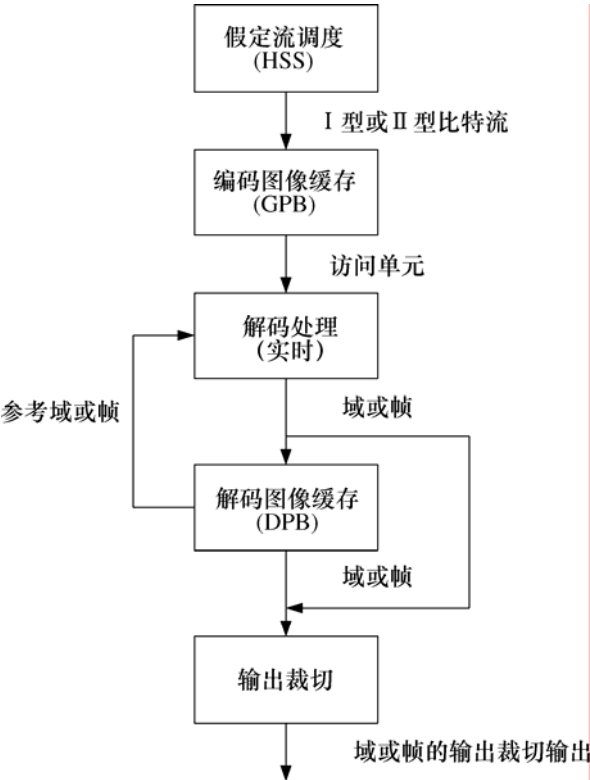 假定流调度
(HSS)
Ⅰ型或Ⅱ型比特流
编码图像缓存
(GPB)
访问单元
解码处理
(实时)
参考域或帧
域或帧
解码图像缓存
(DPB)
域或帧
输出裁切
域或帧的输出裁切输出